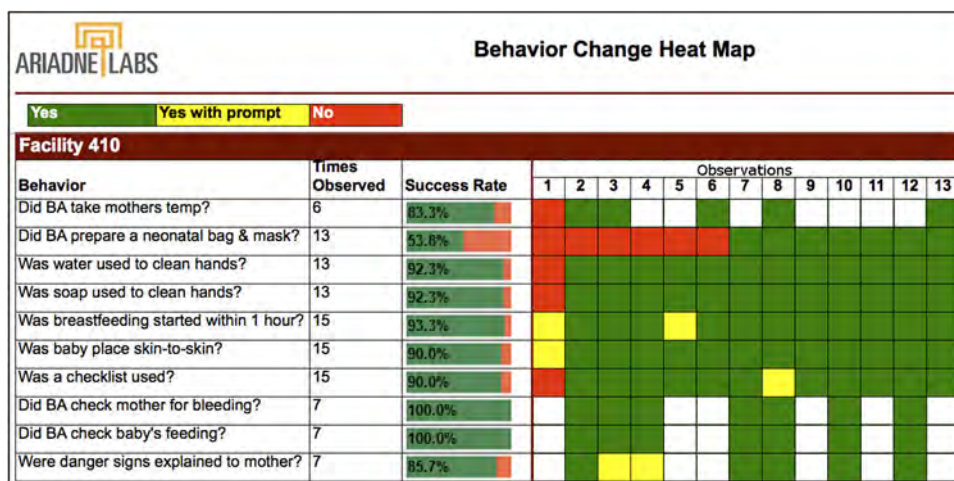 ARIADNE LABS
Behavior Change Heat Map
Yes Yes with prompt No
Facility 410
Behavior Times Observed Success Rate Observations
1 2 3 4 5 6 7 8 9 10 11 12 13
Did BA take mothers temp? 6 83.3%
Did BA prepare a neonatal bag & mask? 13 53.8%
Was water used to clean hands? 13 92.3%
Was soap used to clean hands? 13 92.3%
Was breastfeeding started within 1 hour? 15 93.3%
Was baby place skin-to-skin? 15 90.0%
Was a checklist used? 15 90.0%
Did BA check mother for bleeding? 7 100.0%
Did BA check baby's feeding? 7 100.0%
Were danger signs explained to mother? 7 85.7%